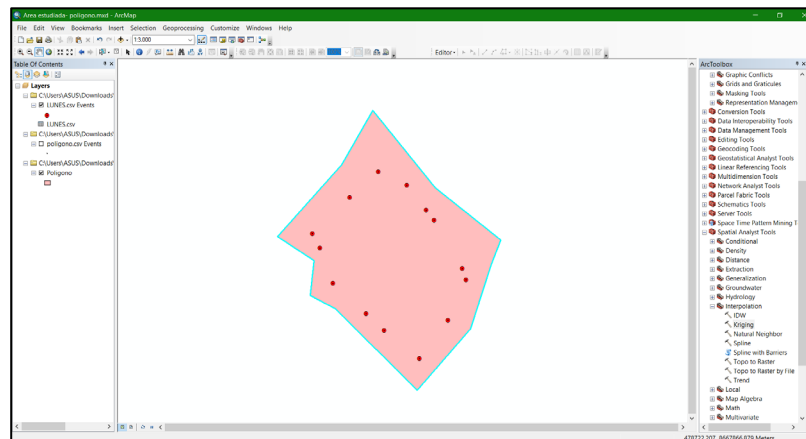 Area estudiada- poligono.mxd - ArcMap
File Edit View Bookmarks Insert Selection Geoprocessing Customize Windows Help
1:3.000
Editor
Table Of Contents
Layers
C:\Users\ASUS\Downloads\
LUNES.csv Events
LUNES.csv
C:\Users\ASUS\Downloads\
poligono.csv Events
C:\Users\ASUS\Downloads\
Poligono
ArcToolbox
Graphic Conflicts
Grids and Graticules
Masking Tools
Representation Managem
Conversion Tools
Data Interoperability Tools
Data Management Tools
Editing Tools
Geocoding Tools
Geostatistical Analyst Tools
Linear Referencing Tools
Multidimension Tools
Network Analyst Tools
Parcel Fabric Tools
Schematics Tools
Server Tools
Space Time Pattern Mining T
Spatial Analyst Tools
Conditional
Density
Distance
Extraction
Generalization
Groundwater
Hydrology
Interpolation
IDW
Kriging
Natural Neighbor
Spline
Spline with Barriers
Topo to Raster
Topo to Raster by File
Trend
Local
Map Algebra
Math
Multivariate
478722,207 8667866,879 Meters